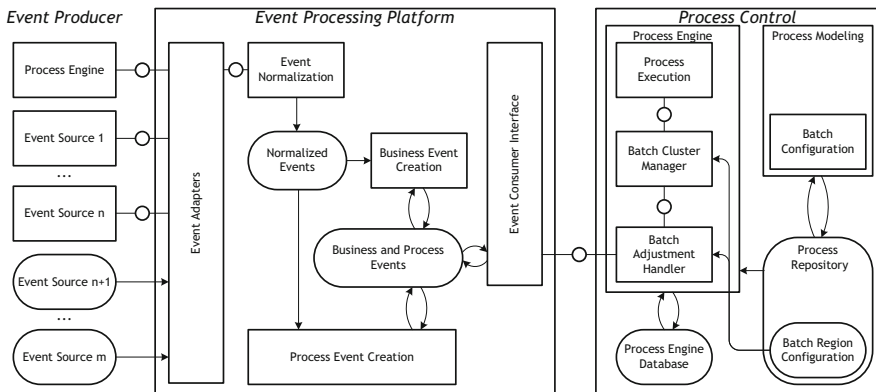 Event Producer
Event Processing Platform
Process Control
Process Engine
Event Source 1
...
Event Source n
Event Source n+1
...
Event Source m
Event Adapters
Event
Normalization
Normalized
Events
Business Event
Creation
Business and Process
Events
Process Event Creation
Event Consumer Interface
Process Engine
Process
Execution
Batch Cluster
Manager
Batch
Adjustment
Handler
Process Engine
Database
Process Modeling
Batch
Configuration
Process
Repository
Batch Region
Configuration